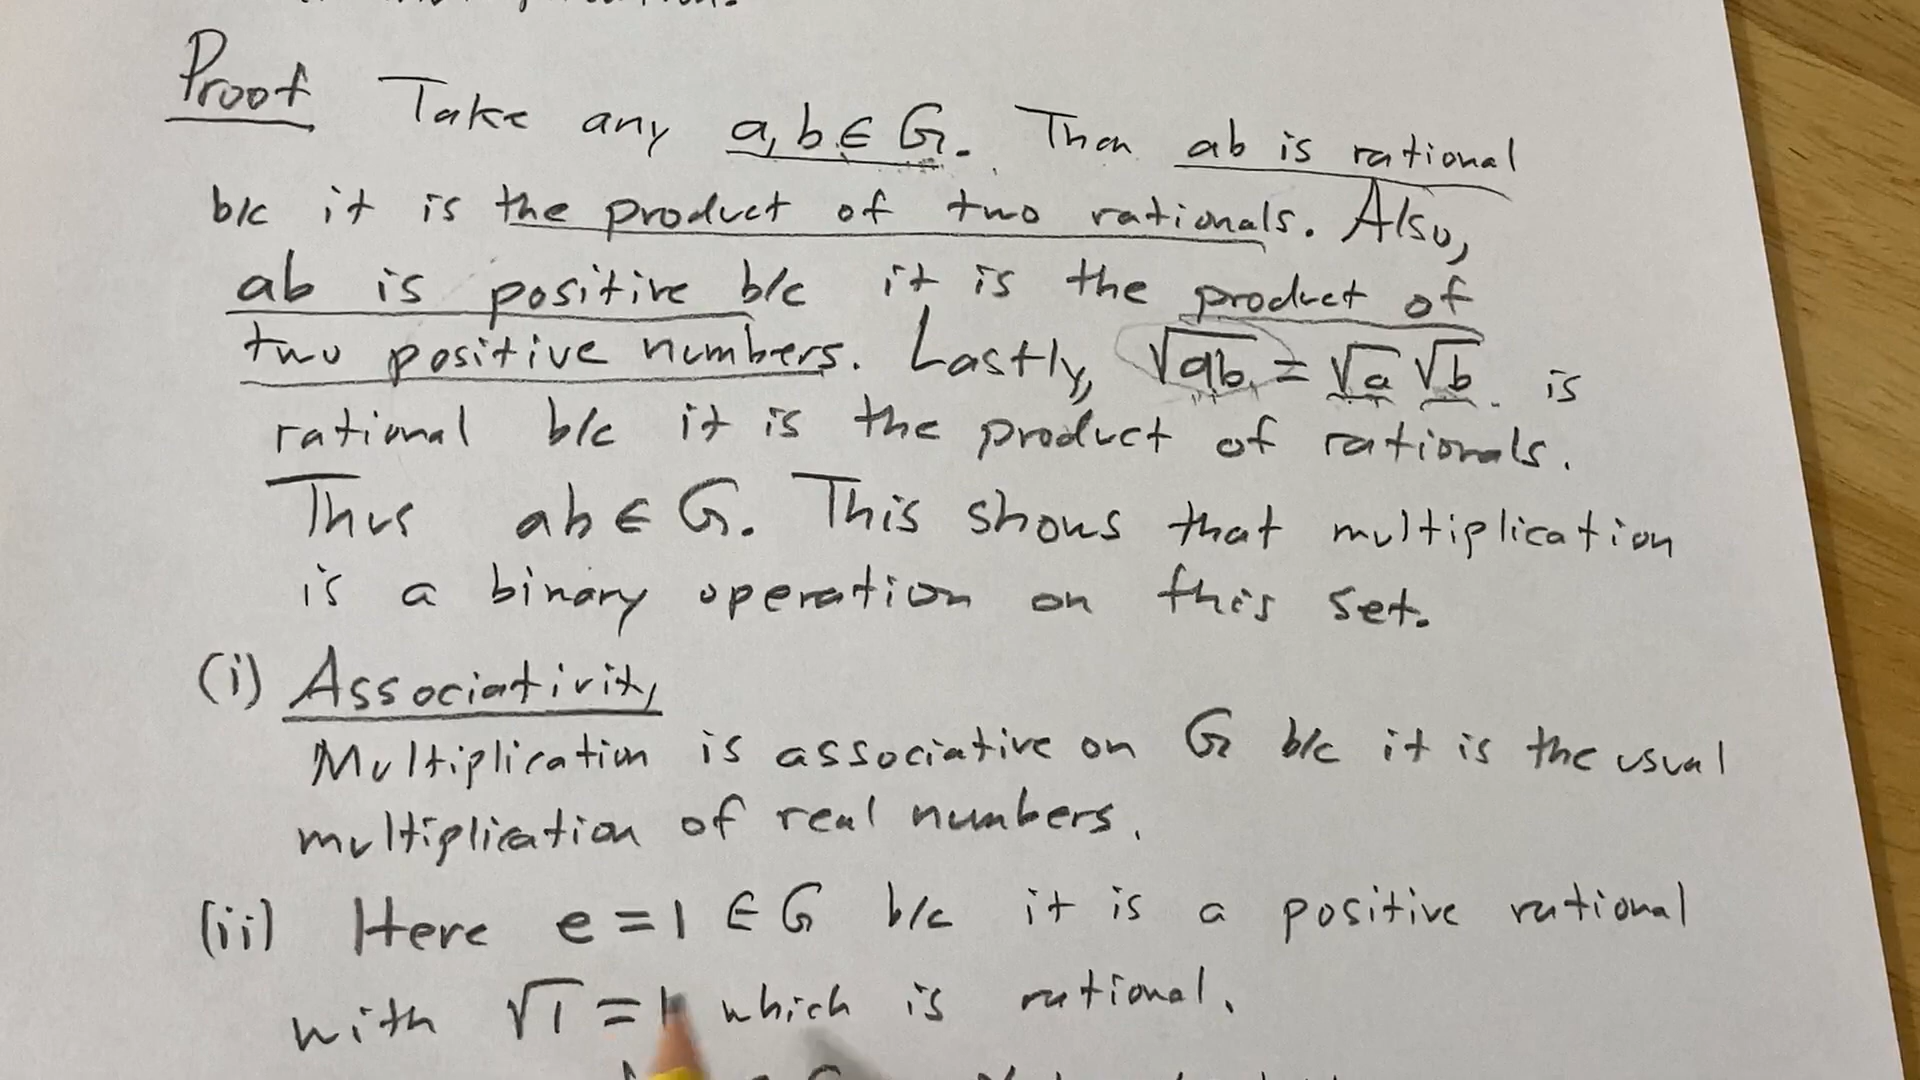 Proof Take any a, b ∈ G. Then ab is rational
b/c it is the product of two rationals. Also,
ab is positive b/c it is the product of
two positive numbers. Lastly, √ab = √a √b is
rational b/c it is the product of rationals.
Thus ab ∈ G. This shows that multiplication
is a binary operation on this set.
(i) Associativity
Multiplication is associative on G b/c it is the usual
multiplication of real numbers.
(ii) Here e = 1 ∈ G b/c it is a positive rational
with √1 = 1 which is rational.